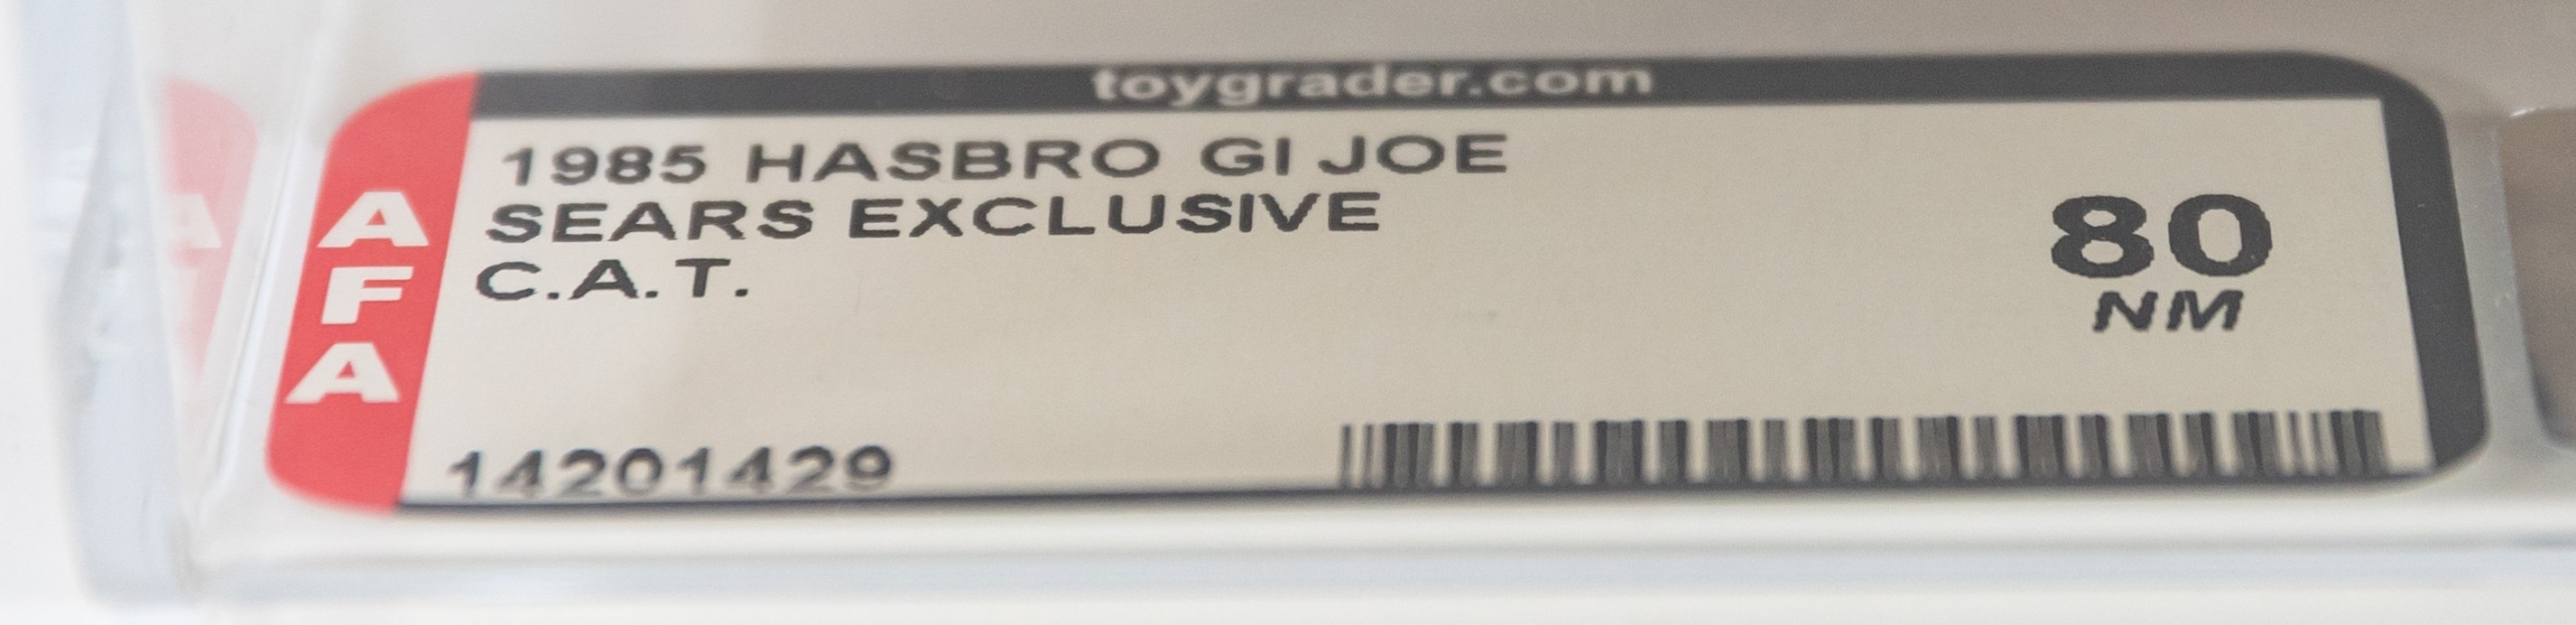 toygrader.com
AFA
1985 HASBRO GI JOE
SEARS EXCLUSIVE
C.A.T.
80
NM
14201429